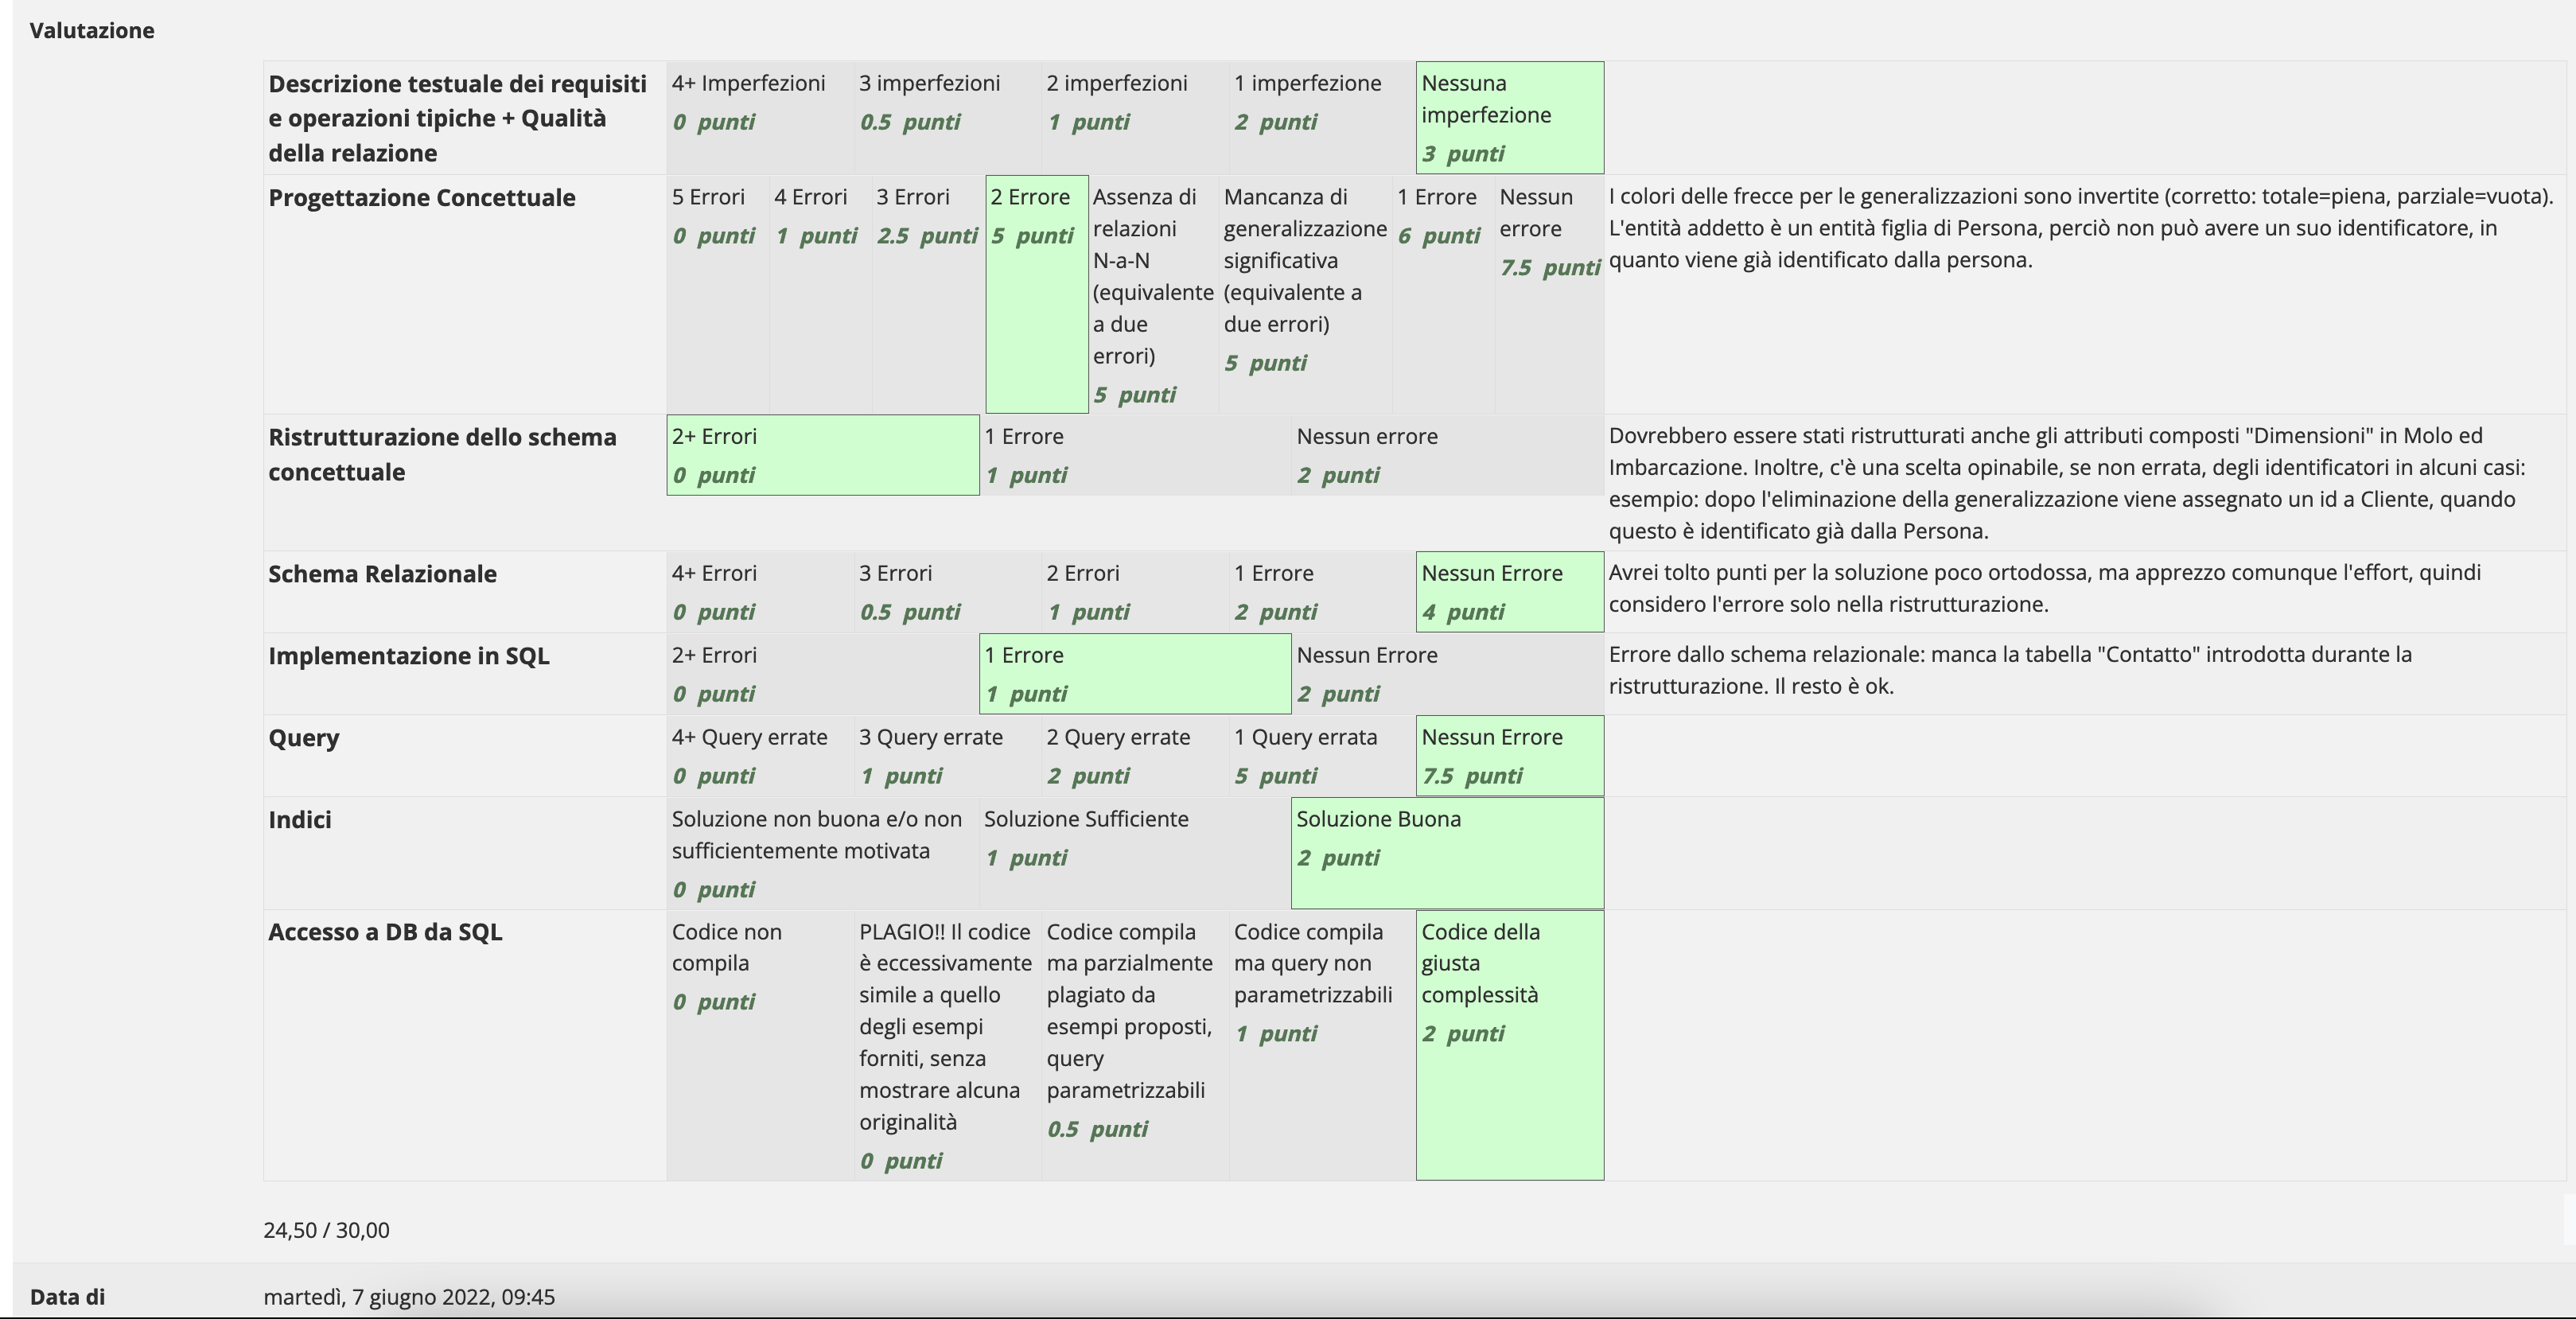 Valutazione
Descrizione testuale dei requisiti
e operazioni tipiche + Qualità
della relazione
4+ Imperfezioni
0 punti
3 imperfezioni
0.5 punti
2 imperfezioni
1 punti
1 imperfezione
2 punti
Nessuna
imperfezione
3 punti
Progettazione Concettuale
5 Errori
0 punti
4 Errori
1 punti
3 Errori
2.5 punti
2 Errore
5 punti
Assenza di
relazioni
N-a-N
(equivalente
a due
errori)
5 punti
Mancanza di
generalizzazione
significativa
(equivalente a
due errori)
5 punti
1 Errore
6 punti
Nessun
errore
7.5 punti
I colori delle frecce per le generalizzazioni sono invertite (corretto: totale=piena, parziale=vuota).
L'entità addetto è un entità figlia di Persona, perciò non può avere un suo identificatore, in
quanto viene già identificato dalla persona.
Ristrutturazione dello schema
concettuale
2+ Errori
0 punti
1 Errore
1 punti
Nessun errore
2 punti
Dovrebbero essere stati ristrutturati anche gli attributi composti "Dimensioni" in Molo ed
Imbarcazione. Inoltre, c'è una scelta opinabile, se non errata, degli identificatori in alcuni casi:
esempio: dopo l'eliminazione della generalizzazione viene assegnato un id a Cliente, quando
questo è identificato già dalla Persona.
Schema Relazionale
4+ Errori
0 punti
3 Errori
0.5 punti
2 Errori
1 punti
1 Errore
2 punti
Nessun Errore
4 punti
Avrei tolto punti per la soluzione poco ortodossa, ma apprezzo comunque l'effort, quindi
considero l'errore solo nella ristrutturazione.
Implementazione in SQL
2+ Errori
0 punti
1 Errore
1 punti
Nessun Errore
2 punti
Errore dallo schema relazionale: manca la tabella "Contatto" introdotta durante la
ristrutturazione. Il resto è ok.
Query
4+ Query errate
0 punti
3 Query errate
1 punti
2 Query errate
2 punti
1 Query errata
5 punti
Nessun Errore
7.5 punti
Indici
Soluzione non buona e/o non
sufficientemente motivata
0 punti
Soluzione Sufficiente
1 punti
Soluzione Buona
2 punti
Accesso a DB da SQL
Codice non
compila
0 punti
PLAGIO!! Il codice
è eccessivamente
simile a quello
degli esempi
forniti, senza
mostrare alcuna
originalità
0 punti
Codice compila
ma parzialmente
plagiato da
esempi proposti,
query
parametrizzabili
0.5 punti
Codice compila
ma query non
parametrizzabili
1 punti
Codice della
giusta
complessità
2 punti
24,50 / 30,00
Data di
martedì, 7 giugno 2022, 09:45